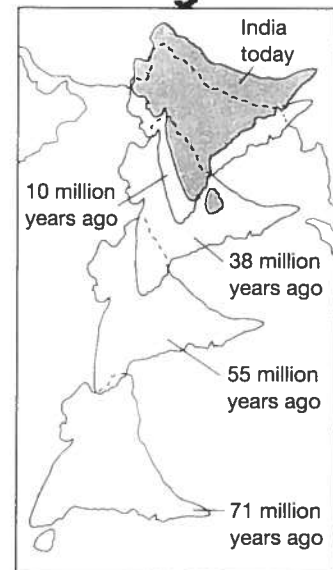 India
today
10 million
years ago
38 million
years ago
55 million
years ago
71 million
years ago